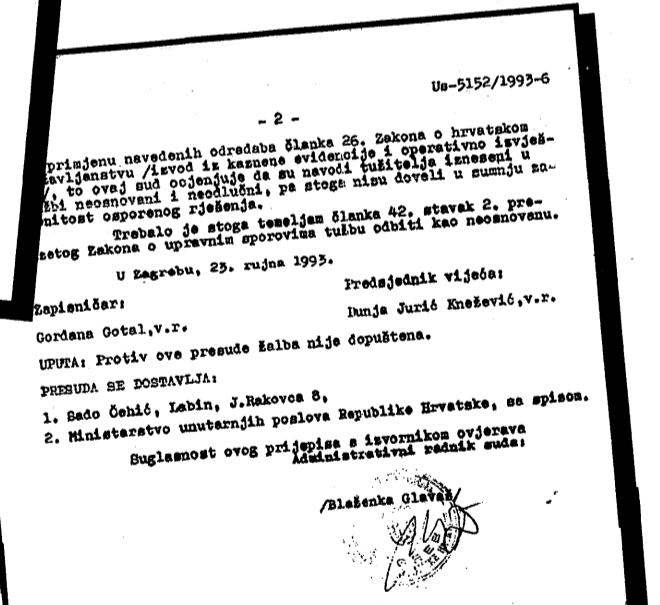 Us-5152/1993-6
- 2 -
primjenu navedenih odredaba članka 26. Zakona o hrvatskom
avljanstvu /izvod iz kaznene evidencije i operativno izvješ-
/, to ovaj sud ocjenjuje da su navodi tužitelja izneseni u
žbi neosnovani i neodlučni, pa stoga nisu doveli u sumnju za-
nitost osporenog rješenja.
Trebalo je stoga temeljem članka 42. stavak 2. pre-
zetog Zakona o upravnim sporovima tužbu odbiti kao neosnovanu.
U Zagrebu, 23. rujna 1993.
Predsjednik vijeća:
Zapisničar:
Dunja Jurić Knežević,v.r.
Gordana Gotal,v.r.
UPUTA: Protiv ove presude žalba nije dopuštena.
PRESUDA SE DOSTAVLJA:
1. Sado Čehić, Labin, J.Rakovca 8,
2. Ministarstvo unutarnjih poslova Republike Hrvatske, sa spisom.
Suglasnost ovog prijepisa s izvornikom ovjerava
Administrativni radnik suda:
/Blaženka Glavaš/